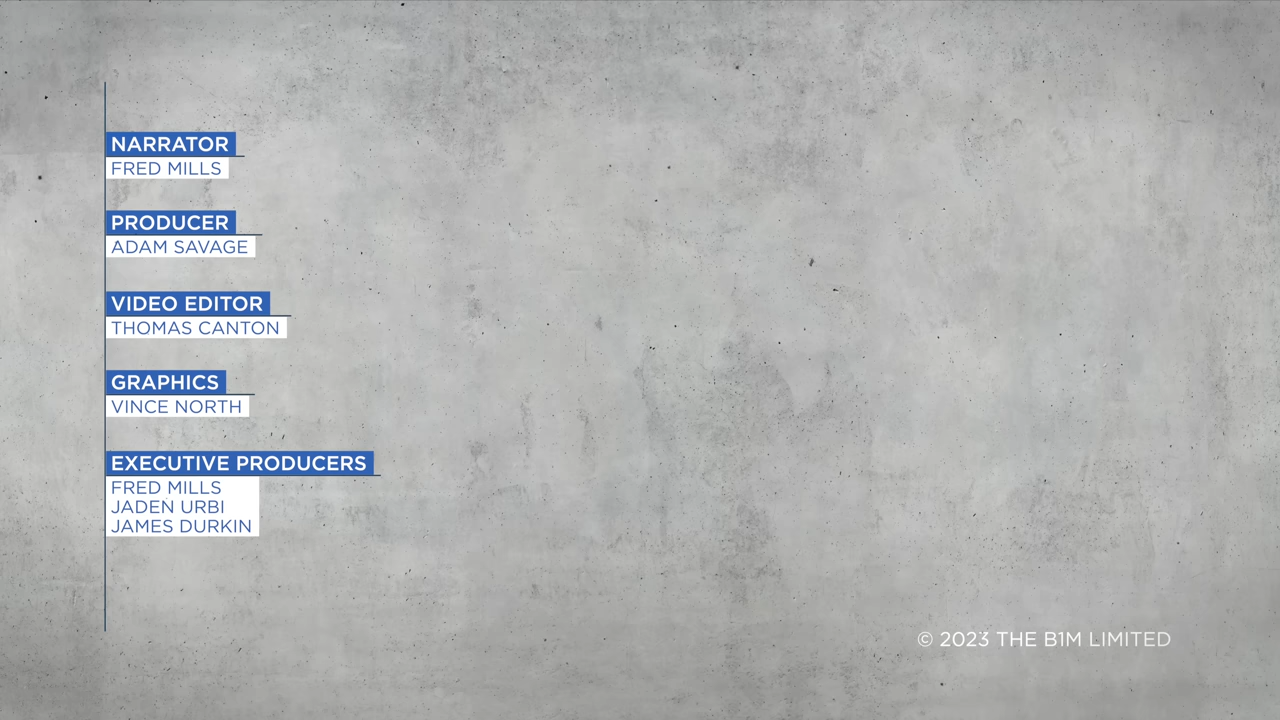 NARRATOR
FRED MILLS
PRODUCER
ADAM SAVAGE
VIDEO EDITOR
THOMAS CANTON
GRAPHICS
VINCE NORTH
EXECUTIVE PRODUCERS
FRED MILLS
JADEN URBI
JAMES DURKIN
© 2023 THE B1M LIMITED